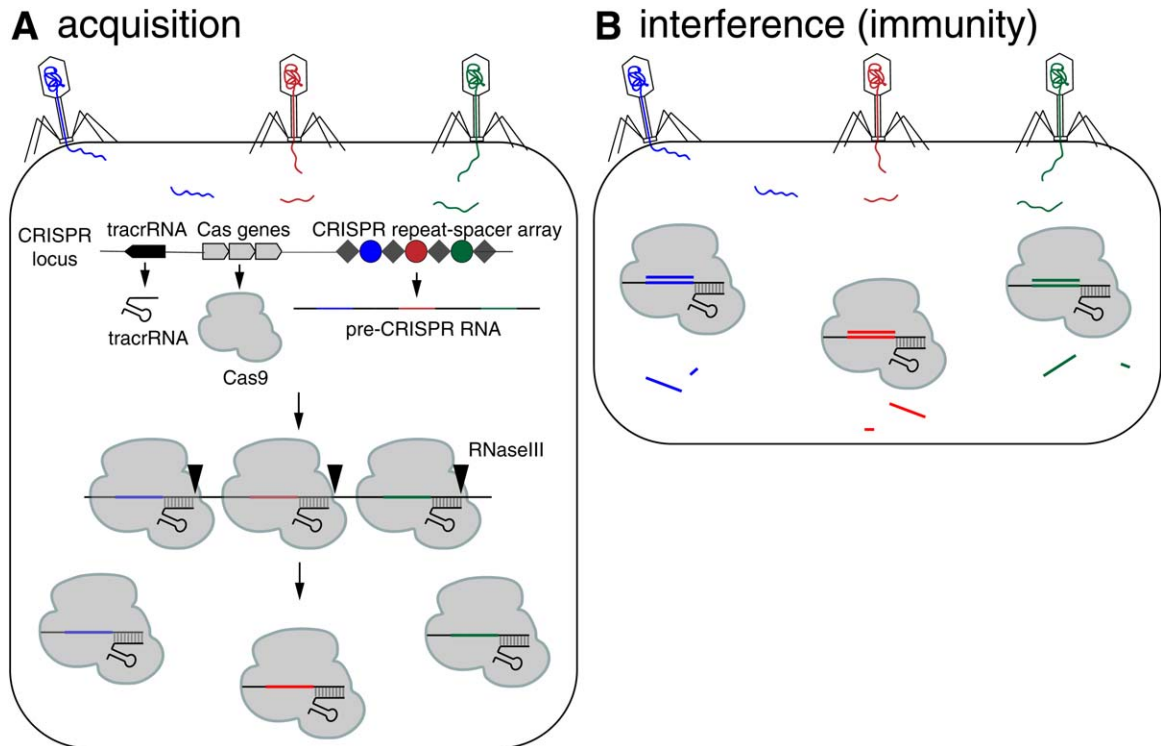 A acquisition
B interference (immunity)
CRISPR
locus
tracrRNA
Cas genes
CRISPR repeat-spacer array
tracrRNA
Cas9
pre-CRISPR RNA
RNaseIII